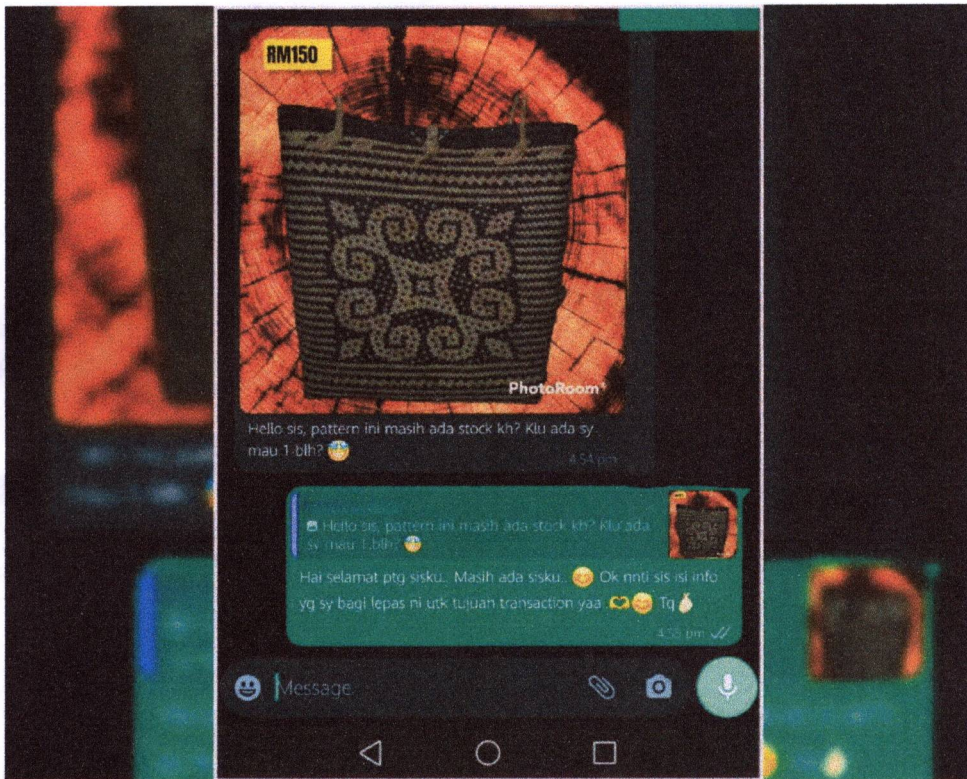 RM150
PhotoRoom
Hello sis, pattern ini masih ada stock kh? Klu ada sy
mau 1 blh? 😇
4:54 pm
Hello sis, pattern ini masih ada stock kh? Klu ada
sy mau 1 blh? 😇
Hai selamat ptg sisku.. Masih ada sisku.. 😊 Ok nnti sis isi info
yg sy bagi lepas ni utk tujuan transaction yaa 🫶😊 Tq
4:55 pm
Message